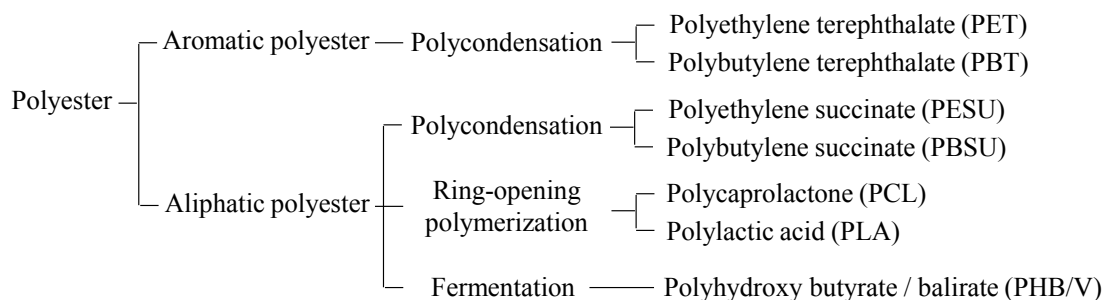 Polyethylene terephthalate (PET)
Aromatic polyester
Polycondensation
Polybutylene terephthalate (PBT)
Polyester
Polyethylene succinate (PESU)
Polycondensation
Polybutylene succinate (PBSU)
Aliphatic polyester
Ring-opening
polymerization
Polycaprolactone (PCL)
Polylactic acid (PLA)
Fermentation
Polyhydroxy butyrate / balirate (PHB/V)